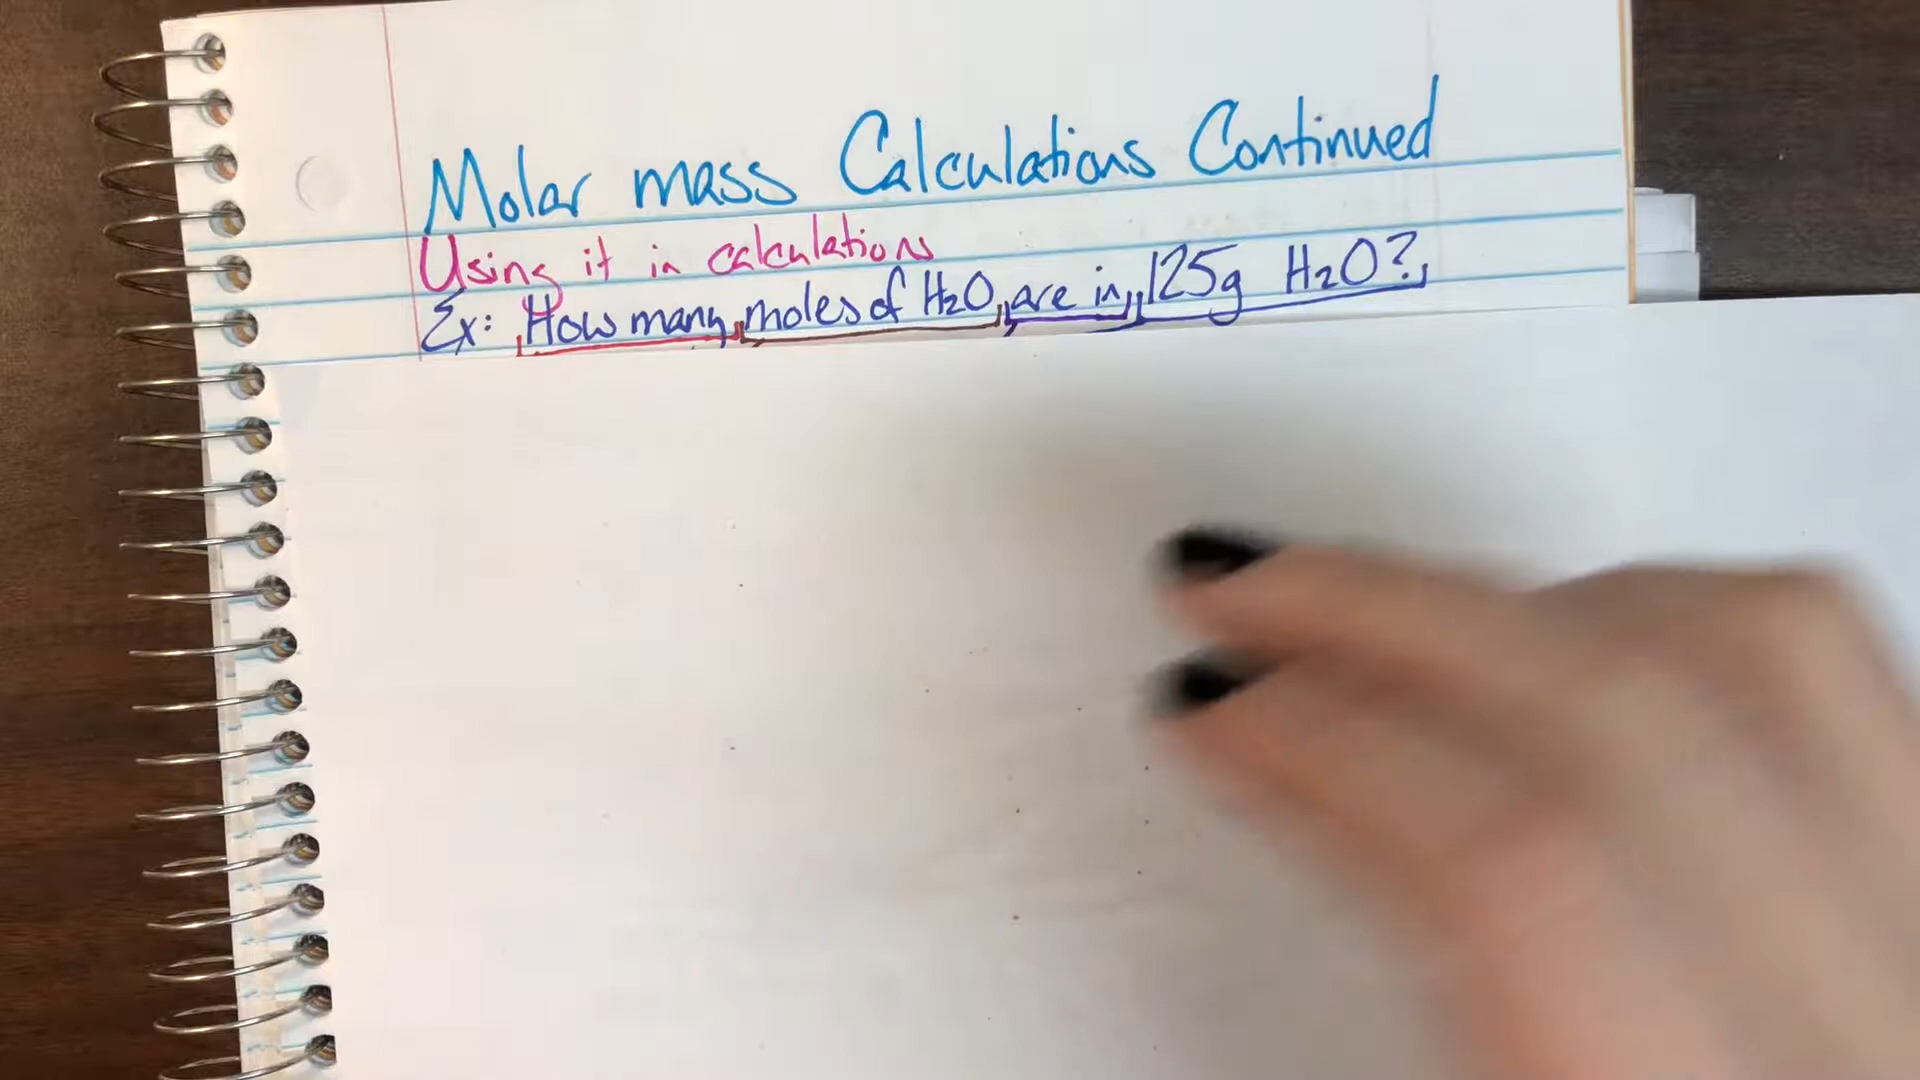 Molar mass Calculations Continued
Using it in calculations
Ex: How many moles of H₂O are in 125g H₂O?